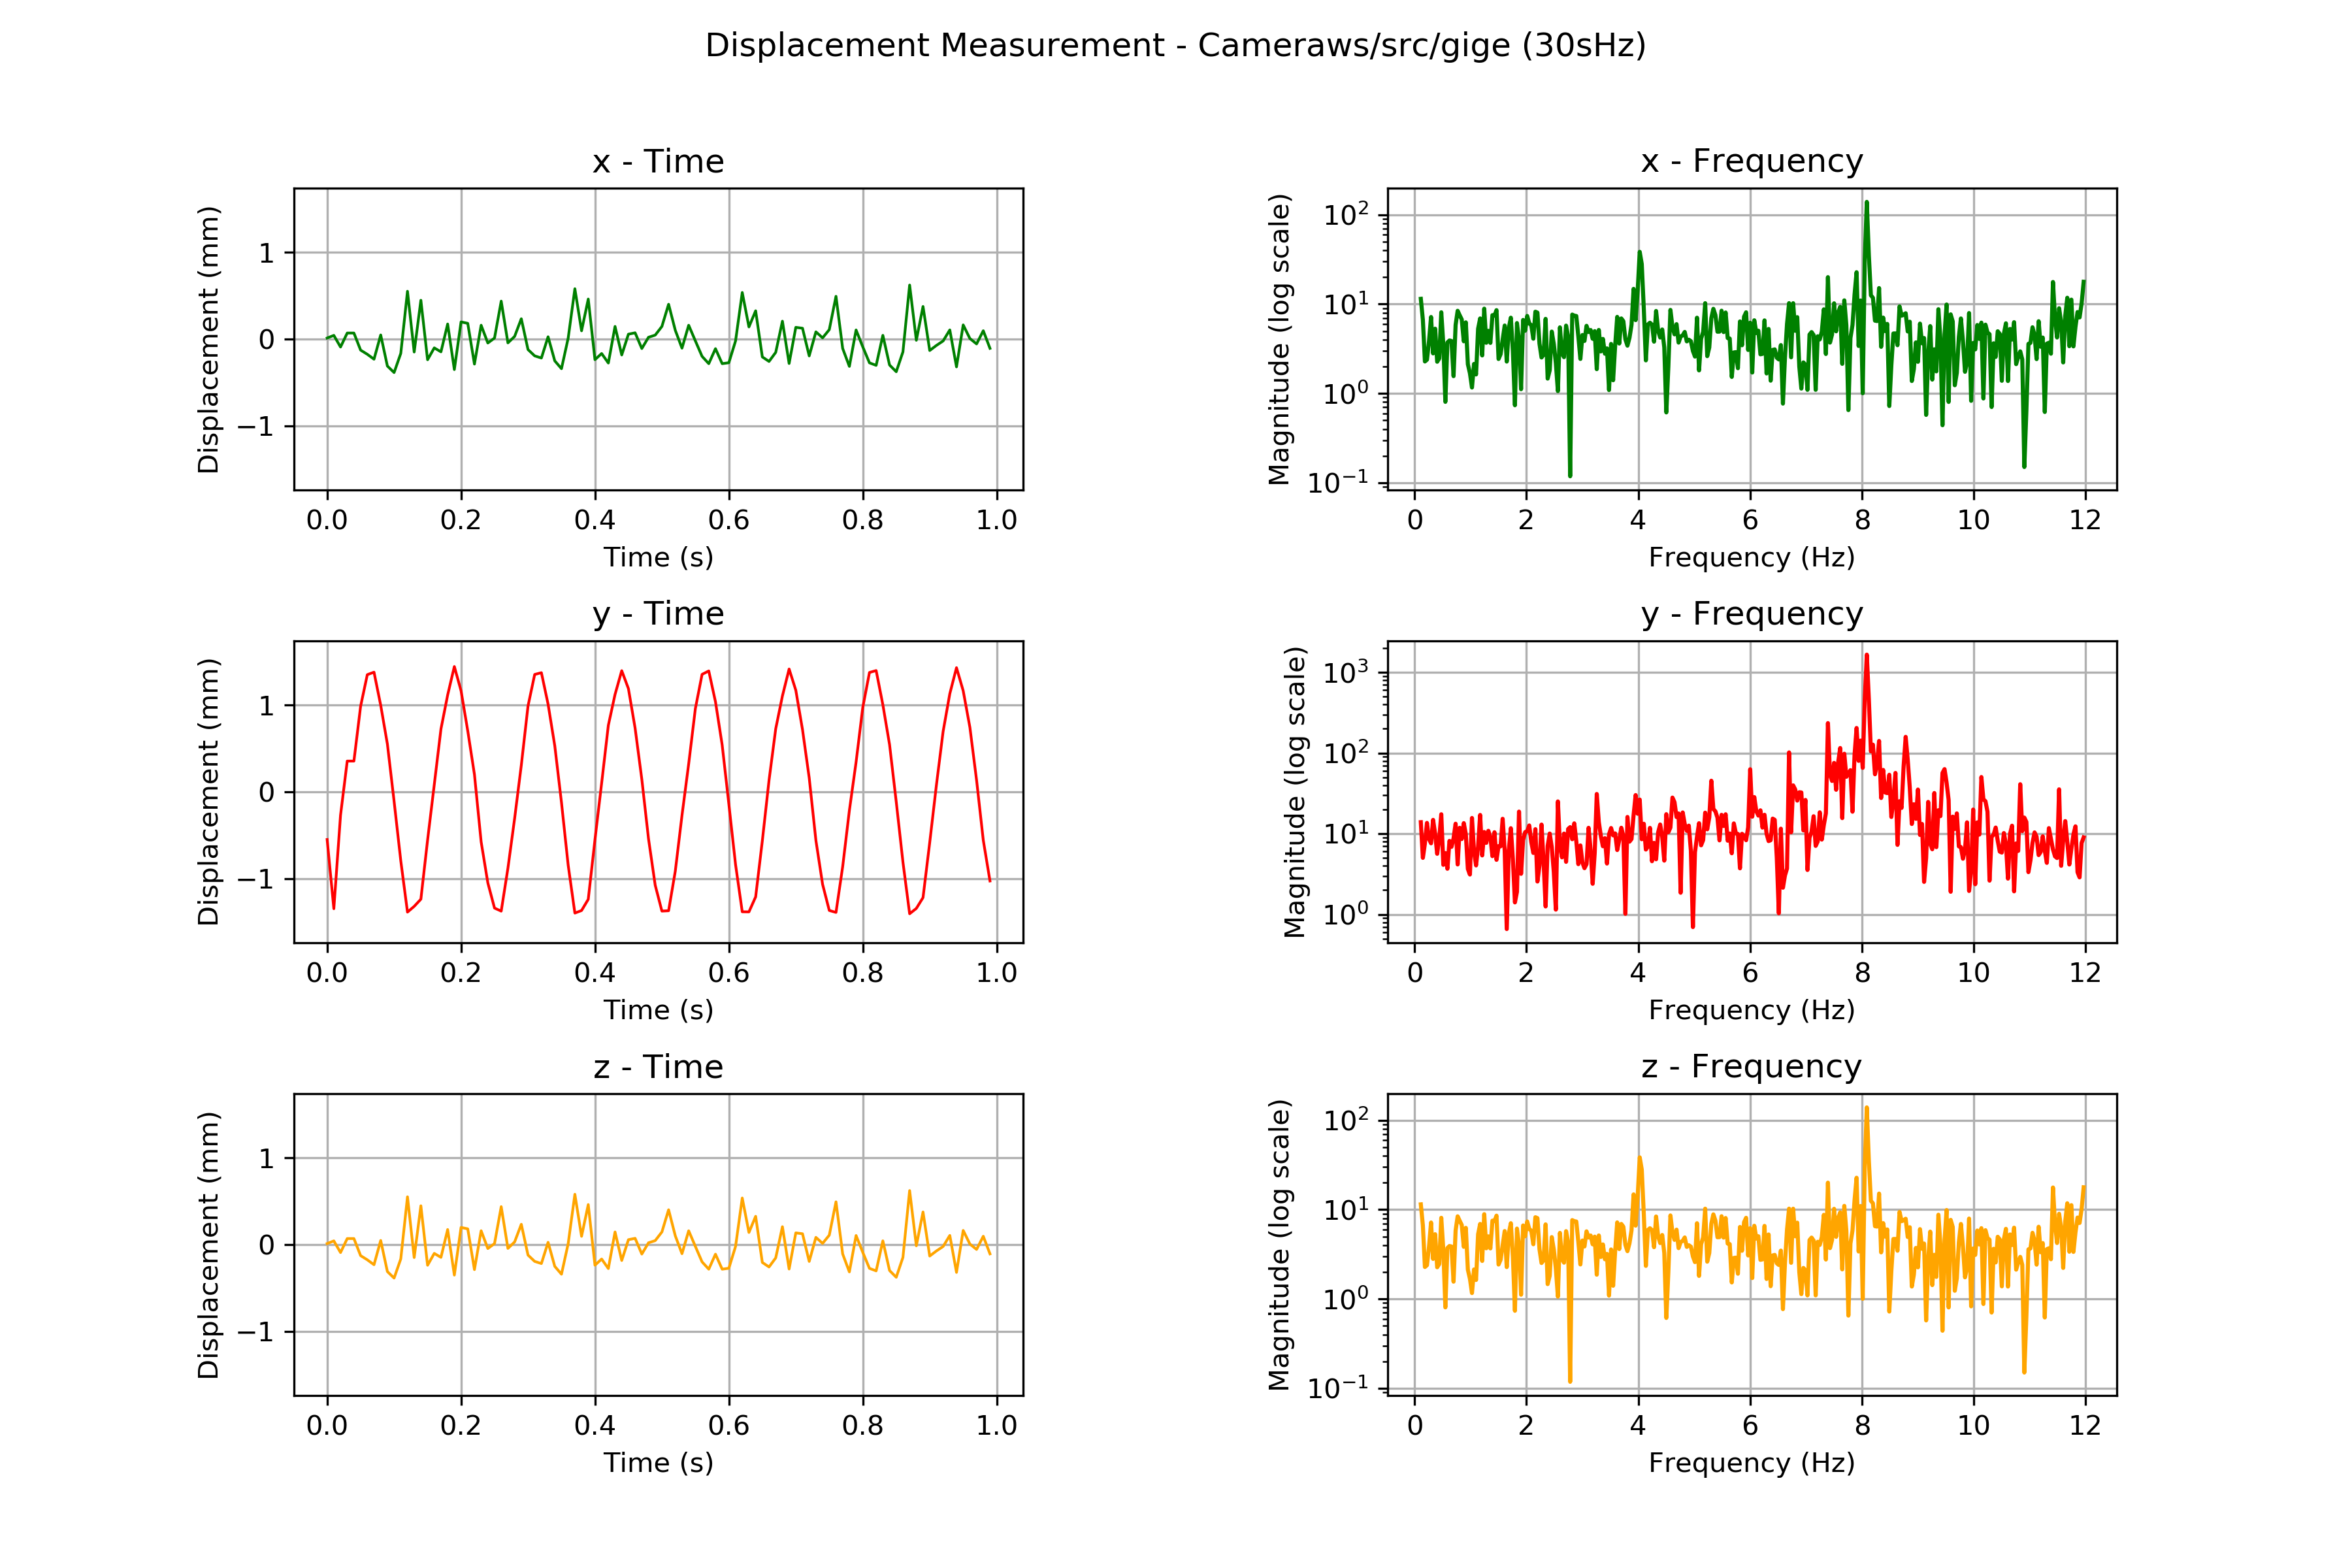 Displacement Measurement - Cameraws/src/gige (30sHz)
x - Time
Displacement (mm)
1
0
−1
0.0 0.2 0.4 0.6 0.8 1.0
Time (s)
x - Frequency
Magnitude (log scale)
10²
10¹
10⁰
10⁻¹
0 2 4 6 8 10 12
Frequency (Hz)
y - Time
Displacement (mm)
1
0
−1
0.0 0.2 0.4 0.6 0.8 1.0
Time (s)
y - Frequency
Magnitude (log scale)
10³
10²
10¹
10⁰
0 2 4 6 8 10 12
Frequency (Hz)
z - Time
Displacement (mm)
1
0
−1
0.0 0.2 0.4 0.6 0.8 1.0
Time (s)
z - Frequency
Magnitude (log scale)
10²
10¹
10⁰
10⁻¹
0 2 4 6 8 10 12
Frequency (Hz)